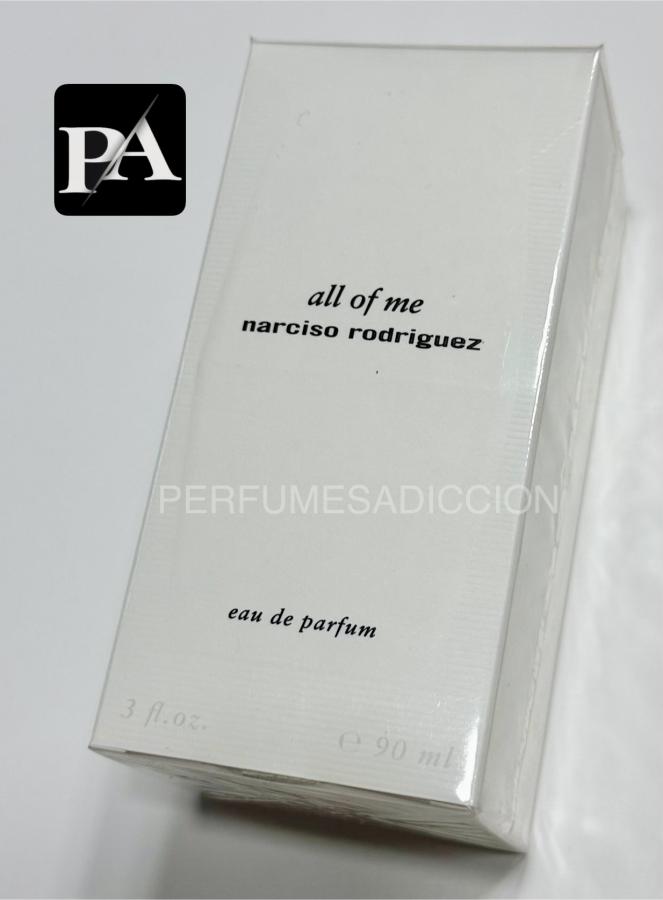 PA
all of me
narciso rodriguez
PERFUMESADICCION
eau de parfum
3 fl.oz.
℮ 90 ml